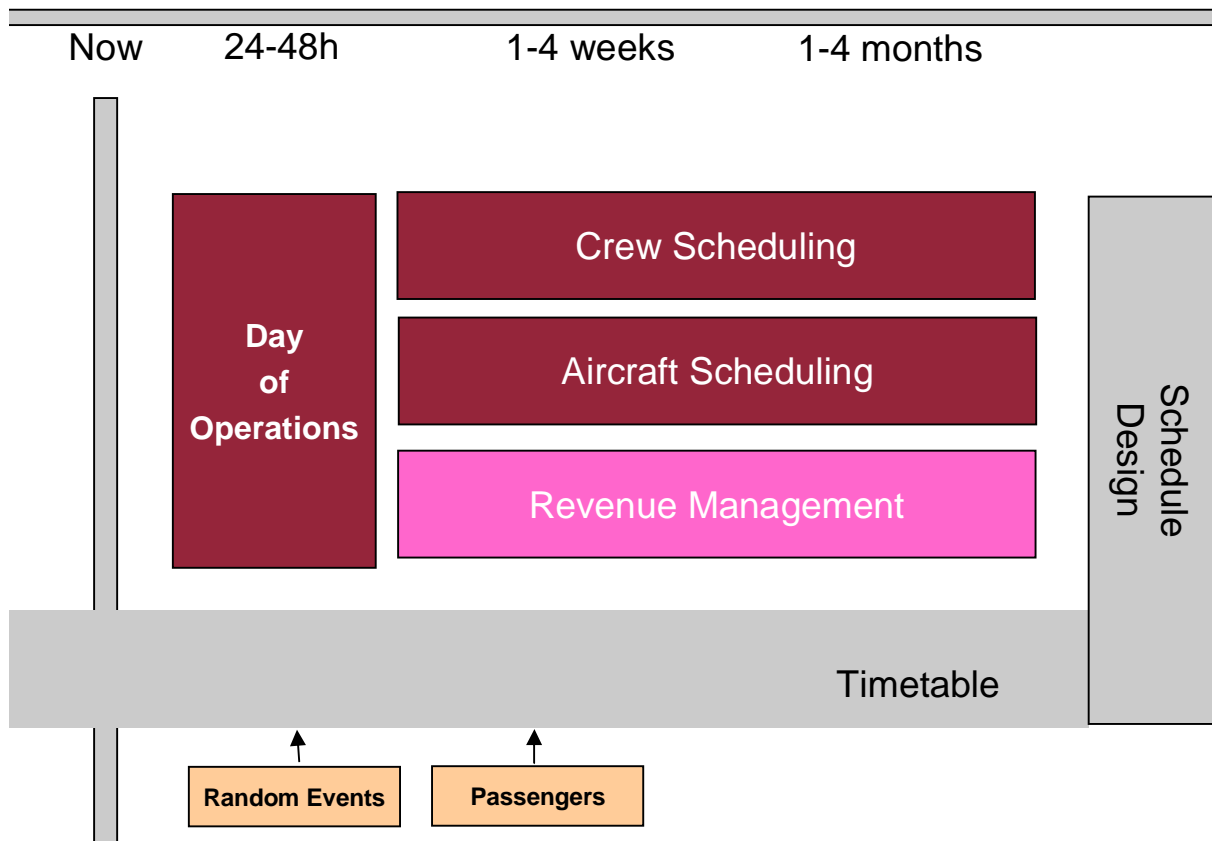 Now 24-48h 1-4 weeks 1-4 months
Crew Scheduling
Day
of
Operations
Aircraft Scheduling
Revenue Management
Schedule
Design
Timetable
Random Events
Passengers